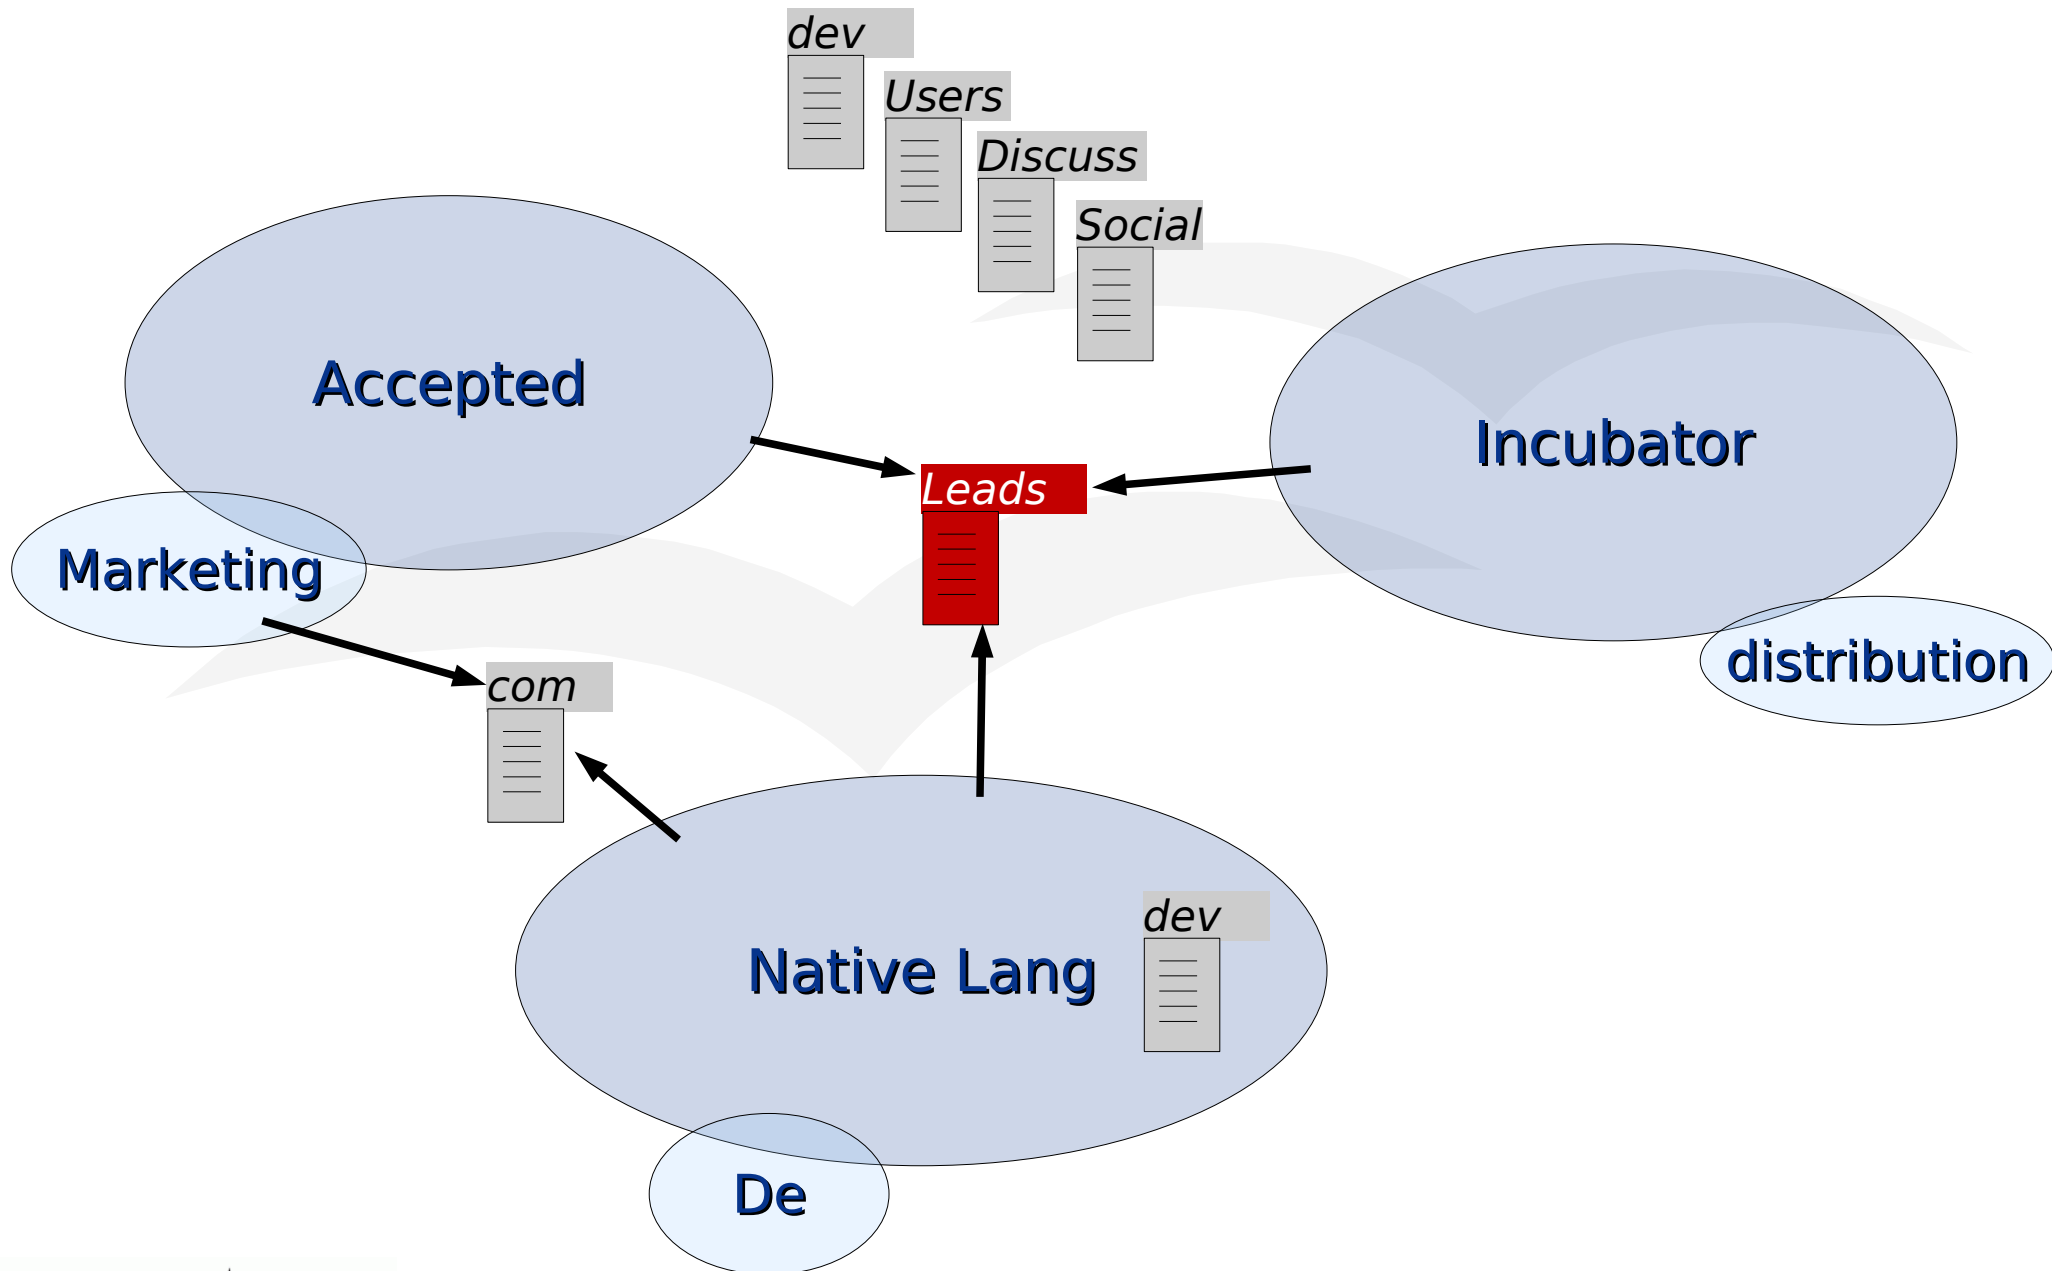 dev
Users
Discuss
Social
Accepted
Incubator
Leads
Marketing
distribution
com
dev
Native Lang
De